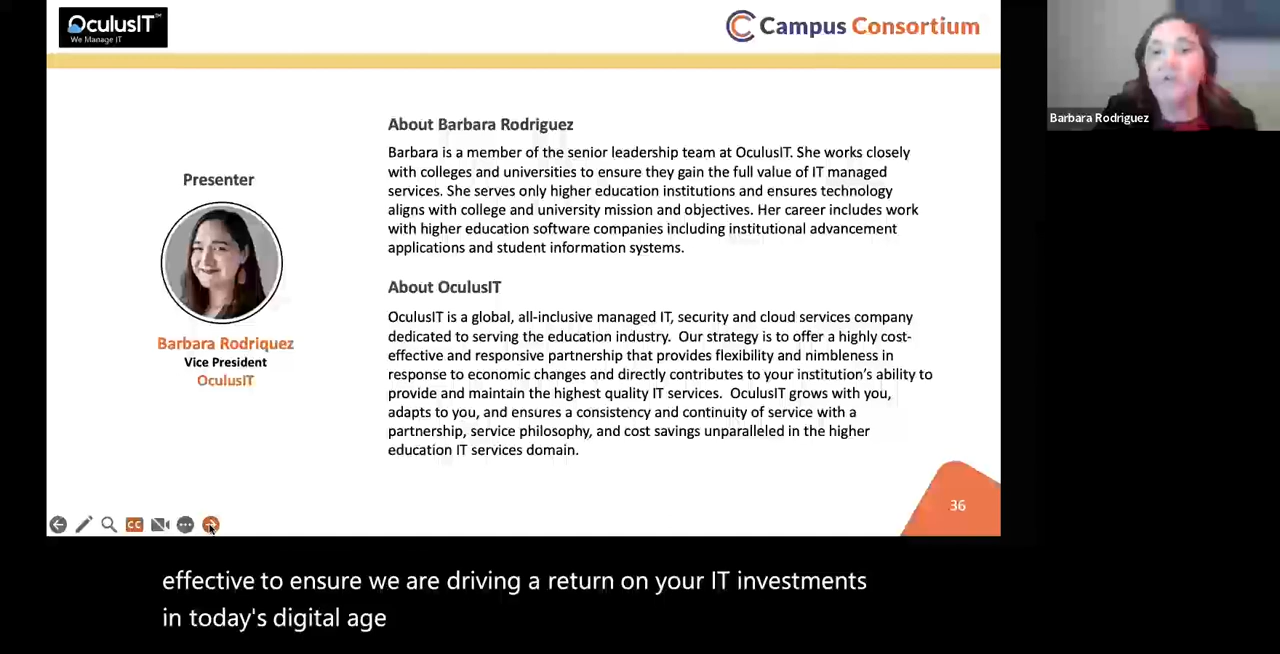 OculusIT™
We Manage IT
Campus Consortium
Barbara Rodriguez
About Barbara Rodriguez
Barbara is a member of the senior leadership team at OculusIT. She works closely
with colleges and universities to ensure they gain the full value of IT managed
services. She serves only higher education institutions and ensures technology
aligns with college and university mission and objectives. Her career includes work
with higher education software companies including institutional advancement
applications and student information systems.
Presenter
Barbara Rodriquez
Vice President
OculusIT
About OculusIT
OculusIT is a global, all-inclusive managed IT, security and cloud services company
dedicated to serving the education industry.  Our strategy is to offer a highly cost-
effective and responsive partnership that provides flexibility and nimbleness in
response to economic changes and directly contributes to your institution's ability to
provide and maintain the highest quality IT services.  OculusIT grows with you,
adapts to you, and ensures a consistency and continuity of service with a
partnership, service philosophy, and cost savings unparalleled in the higher
education IT services domain.
36
CC
effective to ensure we are driving a return on your IT investments
in today's digital age